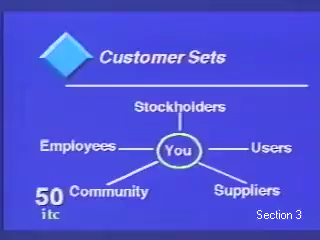 Customer Sets
Stockholders
Employees
You
Users
Community
Suppliers
50
itc
Section 3